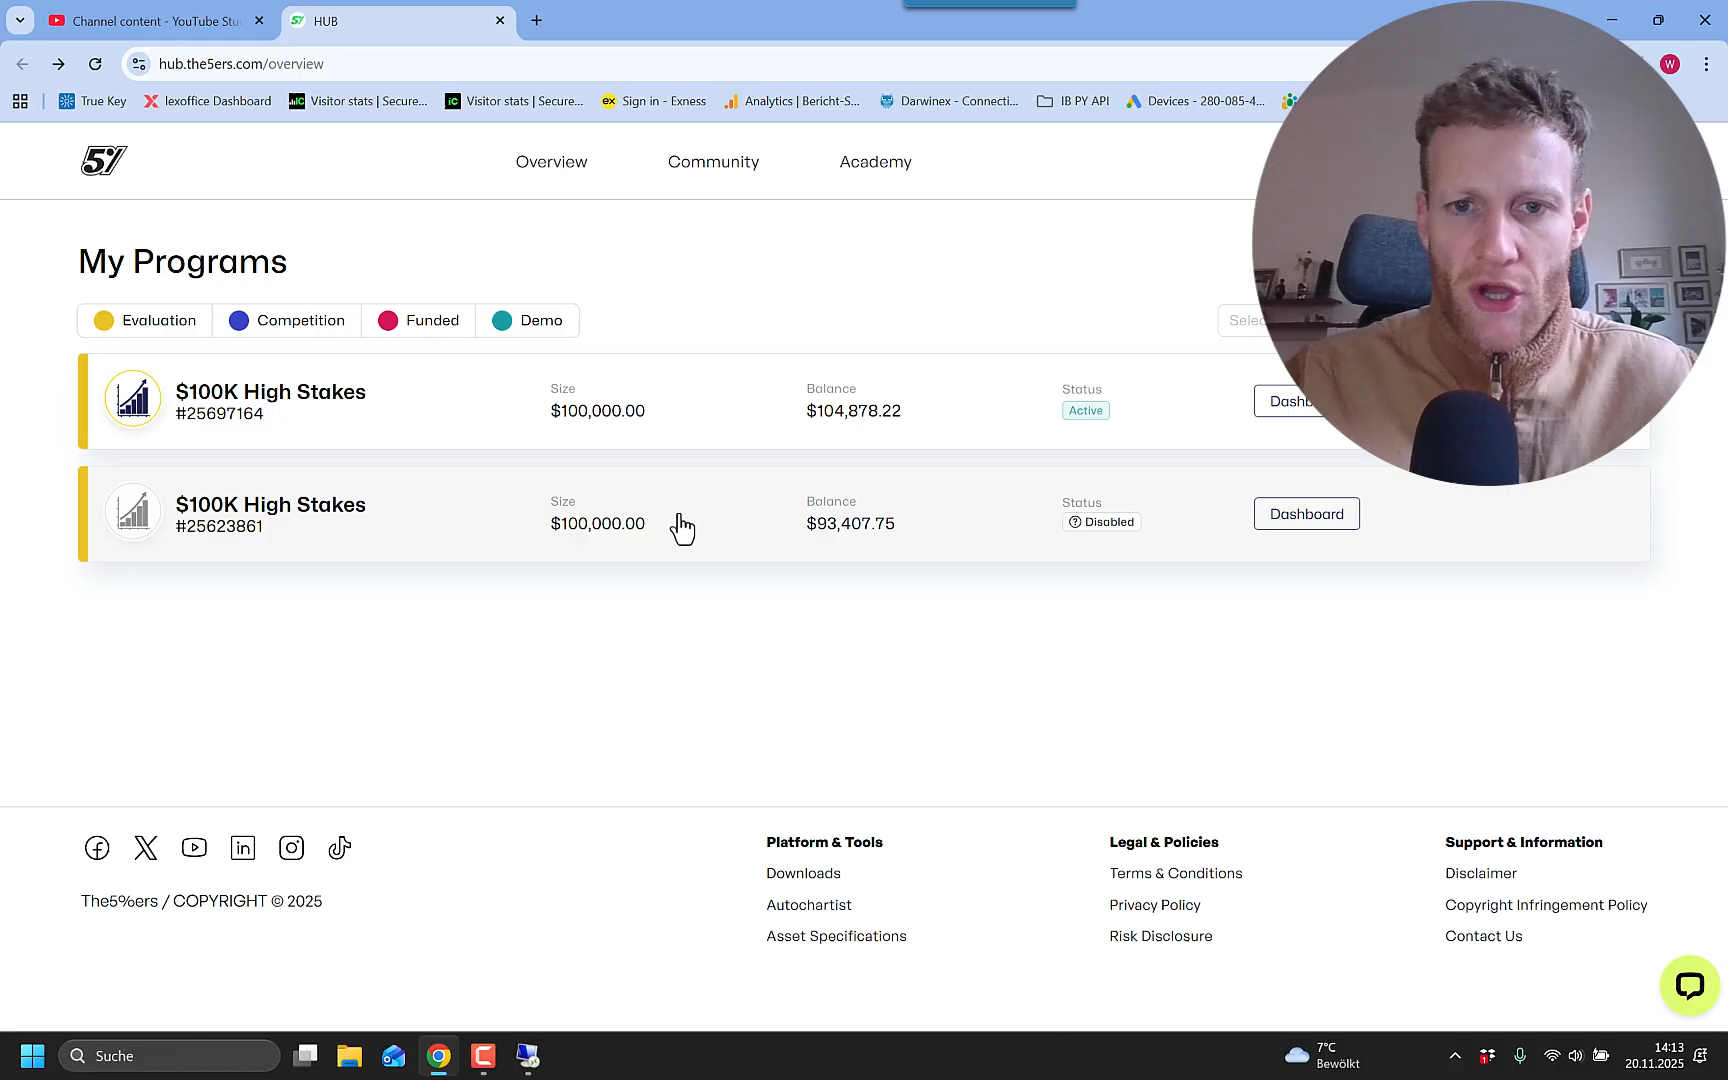 Channel content - YouTube Stu
HUB
hub.the5ers.com/overview
W
True Key
lexoffice Dashboard
Visitor stats | Secure...
Visitor stats | Secure...
Sign in - Exness
Analytics | Bericht-S...
Darwinex - Connecti...
IB PY API
Devices - 280-085-4...
Overview
Community
Academy
My Programs
Evaluation
Competition
Funded
Demo
Selec
$100K High Stakes
#25697164
Size
$100,000.00
Balance
$104,878.22
Status
Active
Dashb
$100K High Stakes
#25623861
Size
$100,000.00
Balance
$93,407.75
Status
Disabled
Dashboard
The5%ers / COPYRIGHT © 2025
Platform & Tools
Downloads
Autochartist
Asset Specifications
Legal & Policies
Terms & Conditions
Privacy Policy
Risk Disclosure
Support & Information
Disclaimer
Copyright Infringement Policy
Contact Us
Suche
7°C
Bewölkt
14:13
20.11.2025